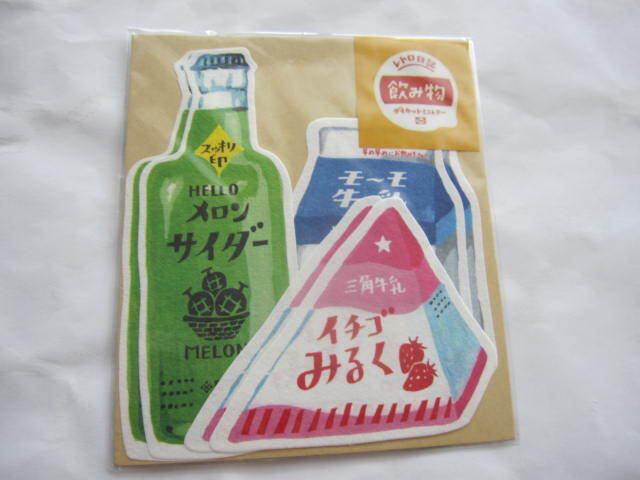 レトロ日誌
飲み物
スッキリ
印
HELLO
メロン
サイダー
MELON
モ〜モ
牛乳
三角牛乳
イチゴ
みるく